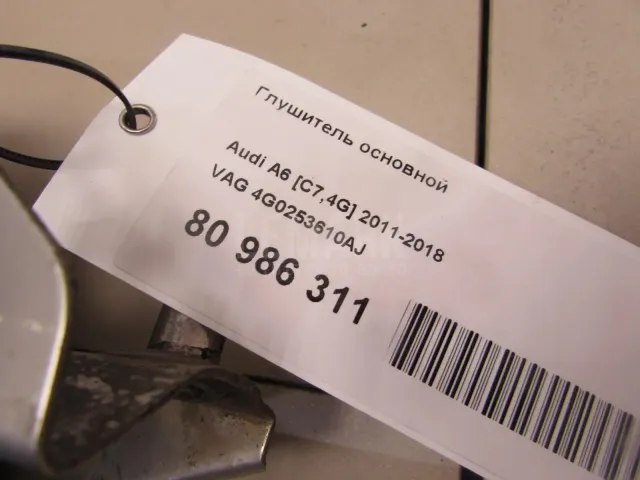 Глушитель основной
Audi A6 [C7,4G] 2011-2018
VAG 4G0253610AJ
80 986 311